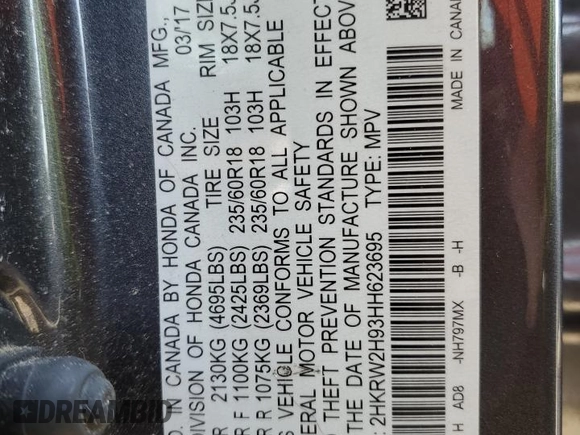 D. IN CANADA BY HONDA OF CANADA MFG.,
DIVISION OF HONDA CANADA INC. 03/17
R 2130KG (4695LBS) TIRE SIZE RIM SIZE
R F 1100KG (2425LBS) 235/60R18 103H 18X7.5
R R 1075KG (2369LBS) 235/60R18 103H 18X7.5
S VEHICLE CONFORMS TO ALL APPLICABLE
ERAL MOTOR VEHICLE SAFETY
THEFT PREVENTION STANDARDS IN EFFECT
THE DATE OF MANUFACTURE SHOWN ABOV
: 2HKRW2H93HH623695 TYPE: MPV
H AD8 -NH797MX -B -H MADE IN CANA
DREAMBID